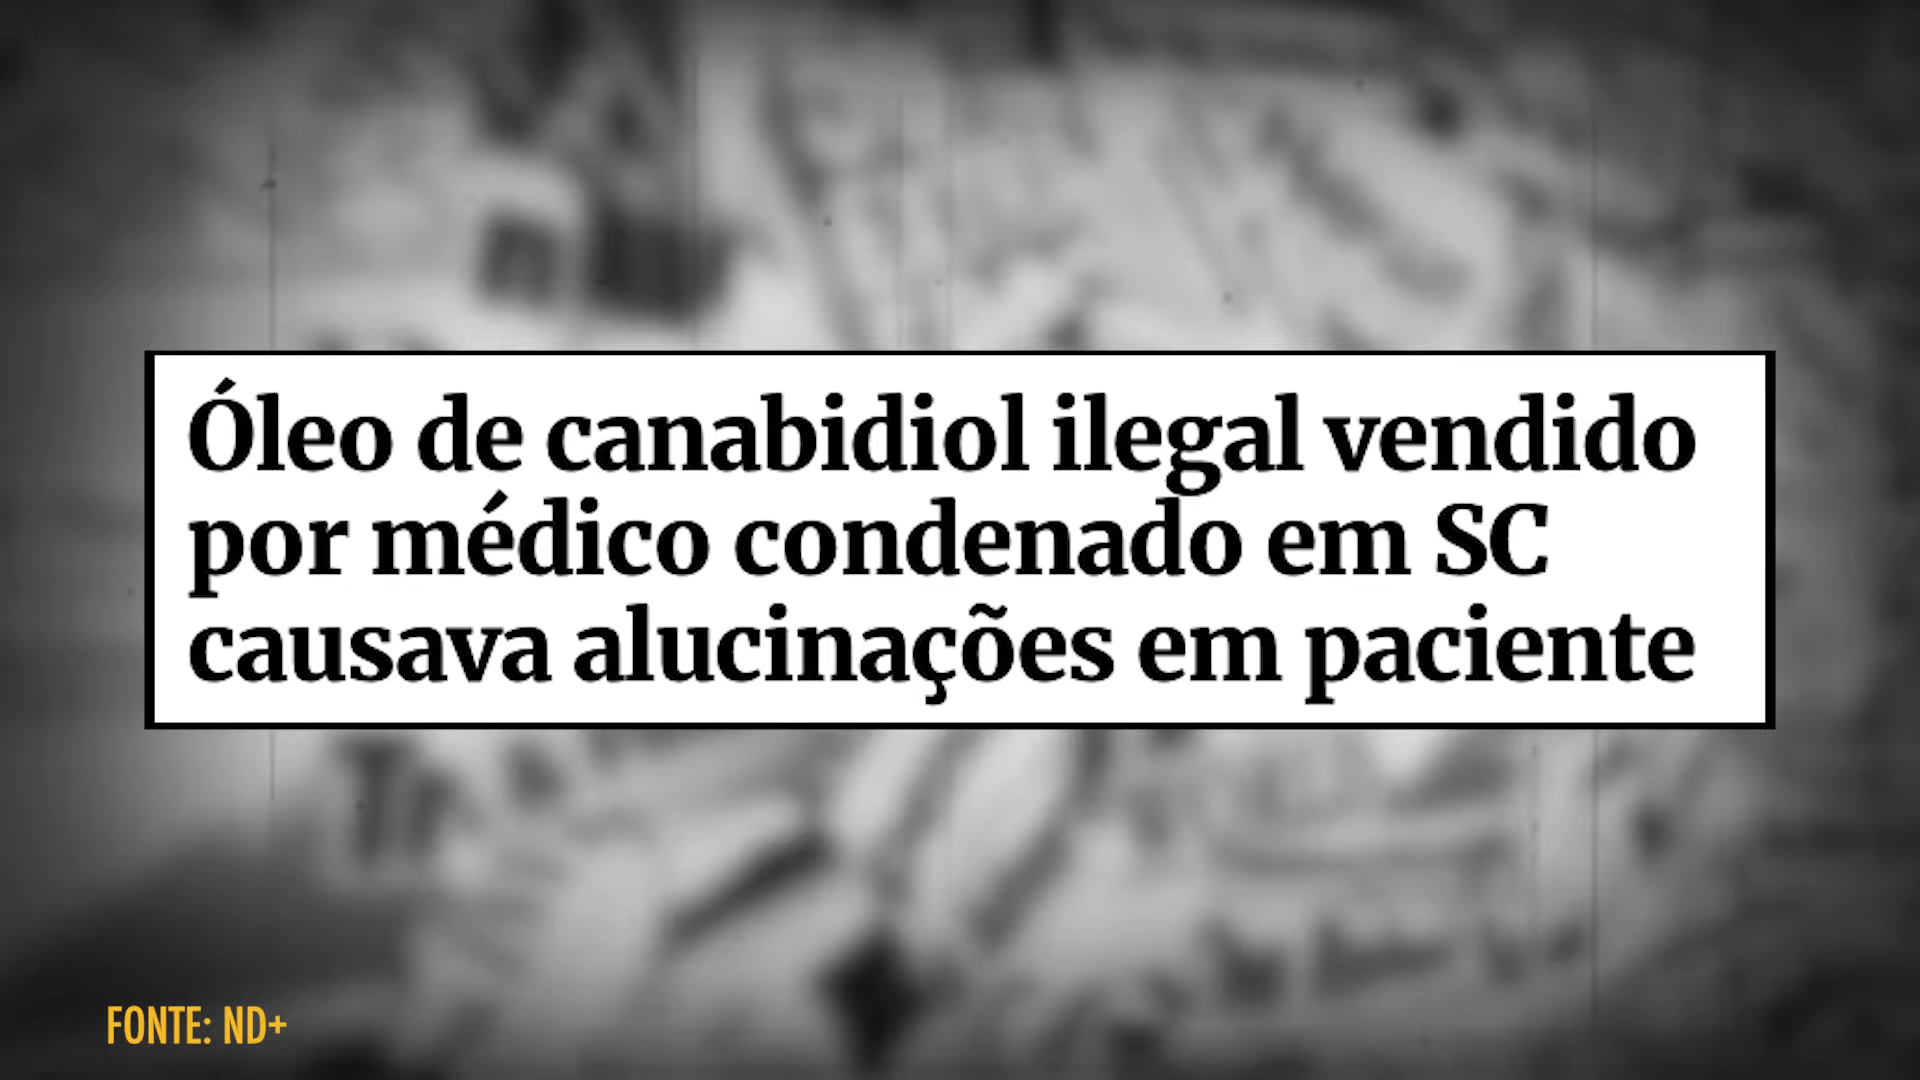 Óleo de canabidiol ilegal vendido
por médico condenado em SC
causava alucinações em paciente
FONTE: ND+